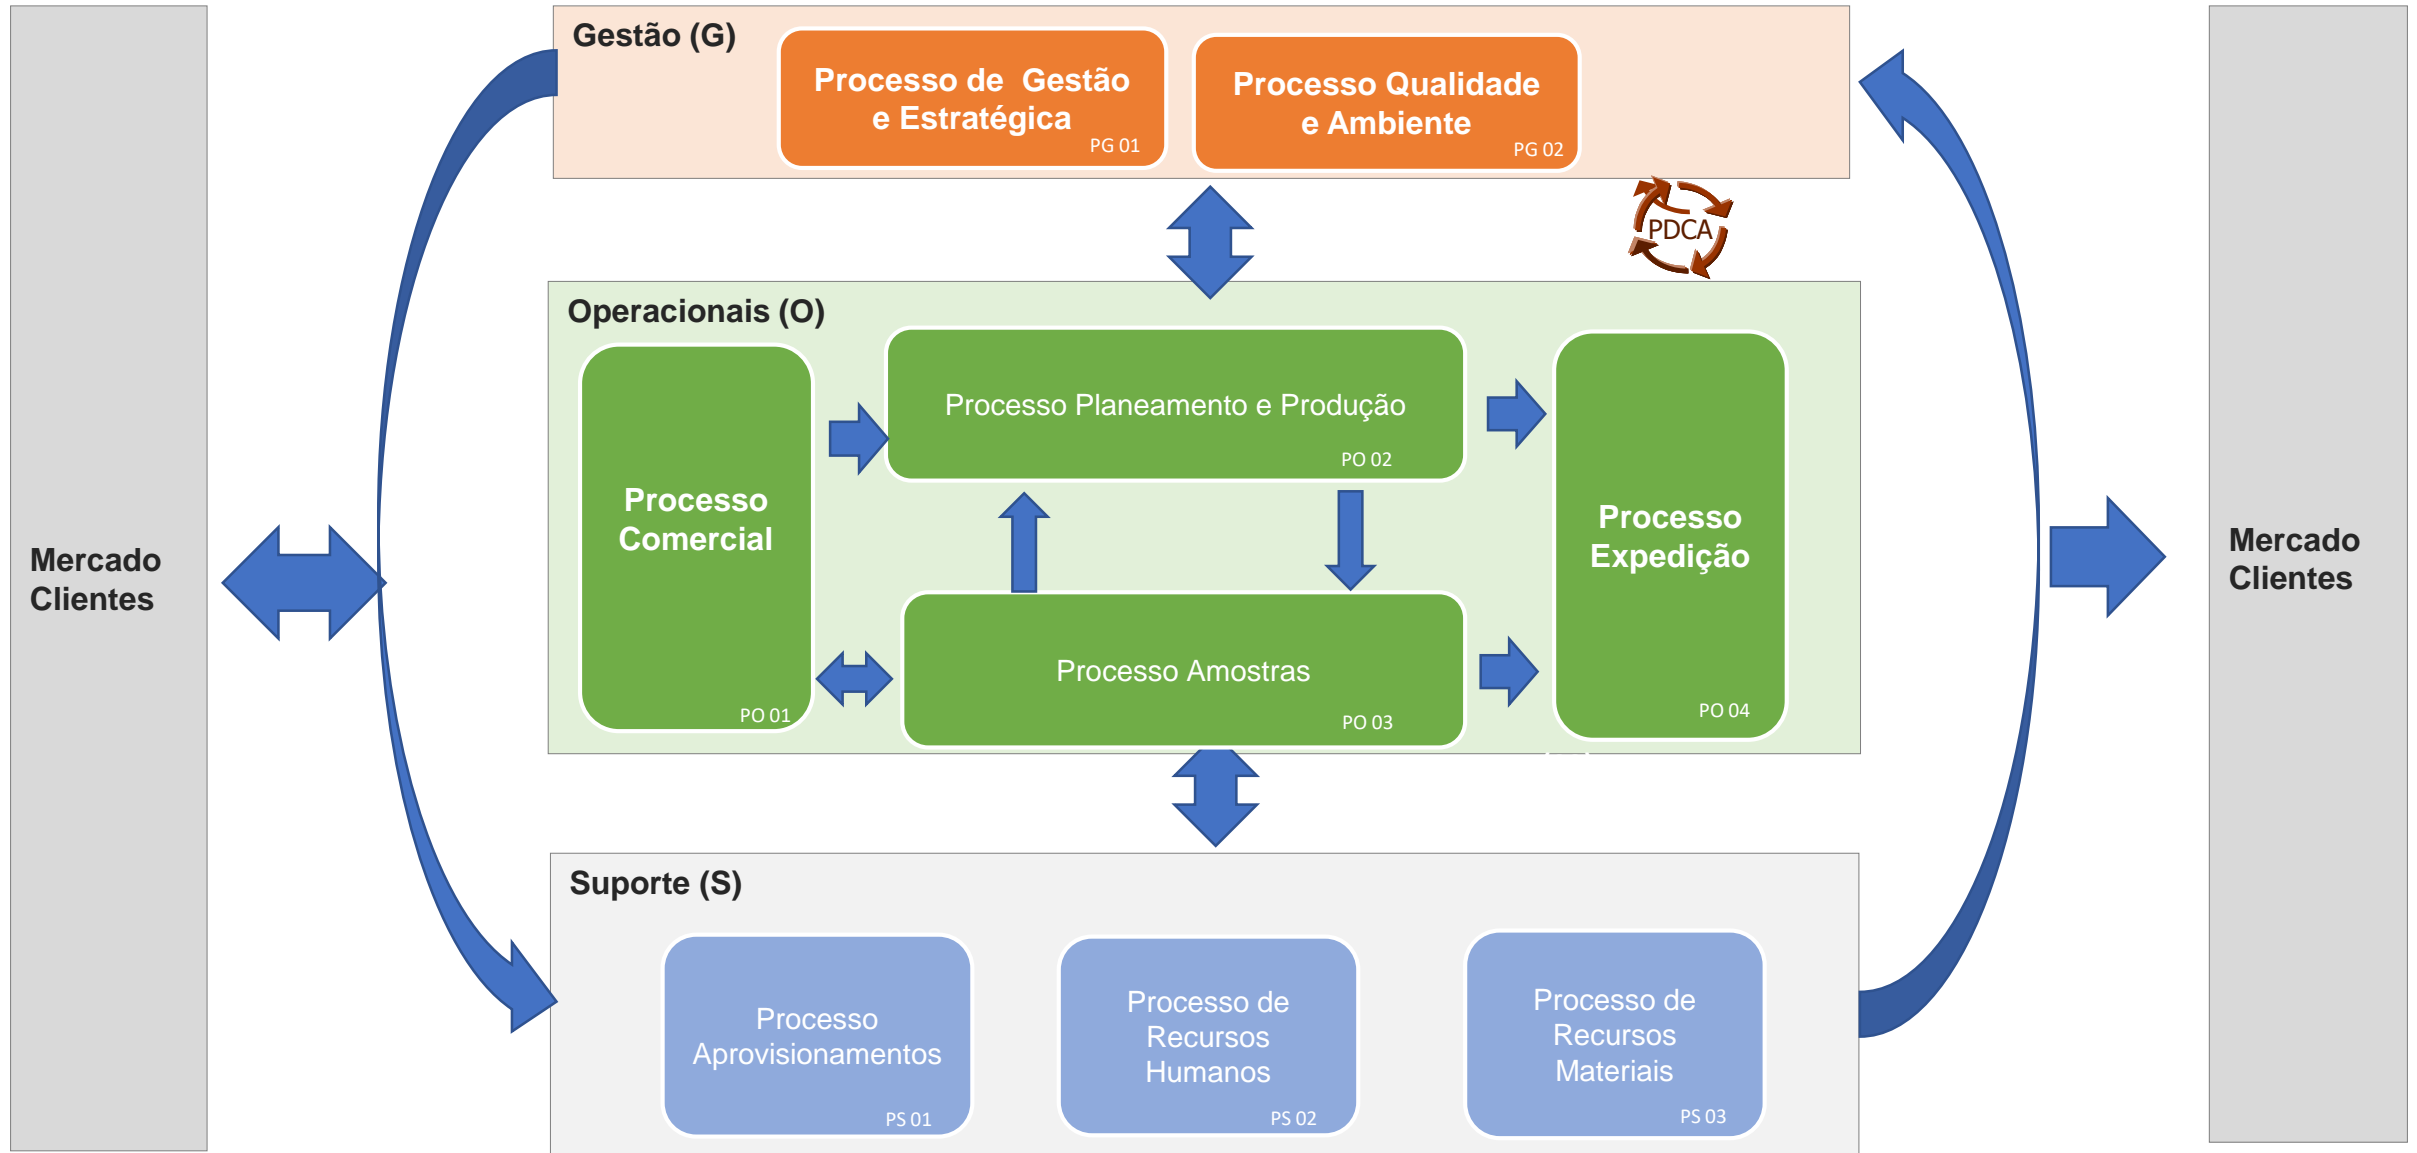 Mercado
Clientes
Gestão (G)
Processo de  Gestão
e Estratégica
PG 01
Processo Qualidade
e Ambiente
PG 02
PDCA
Operacionais (O)
Processo
Comercial
PO 01
Processo Planeamento e Produção
PO 02
Processo Amostras
PO 03
Processo
Expedição
PO 04
Suporte (S)
Processo
Aprovisionamentos
PS 01
Processo de
Recursos
Humanos
PS 02
Processo de
Recursos
Materiais
PS 03
Mercado
Clientes